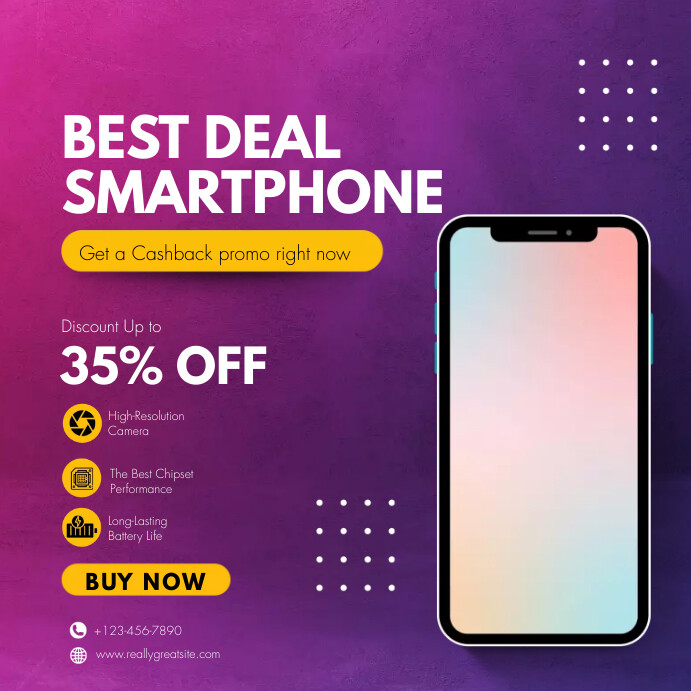 BEST DEAL
SMARTPHONE
Get a Cashback promo right now
Discount Up to
35% OFF
High-Resolution
Camera
The Best Chipset
Performance
Long-Lasting
Battery Life
BUY NOW
+123-456-7890
www.reallygreatsite.com